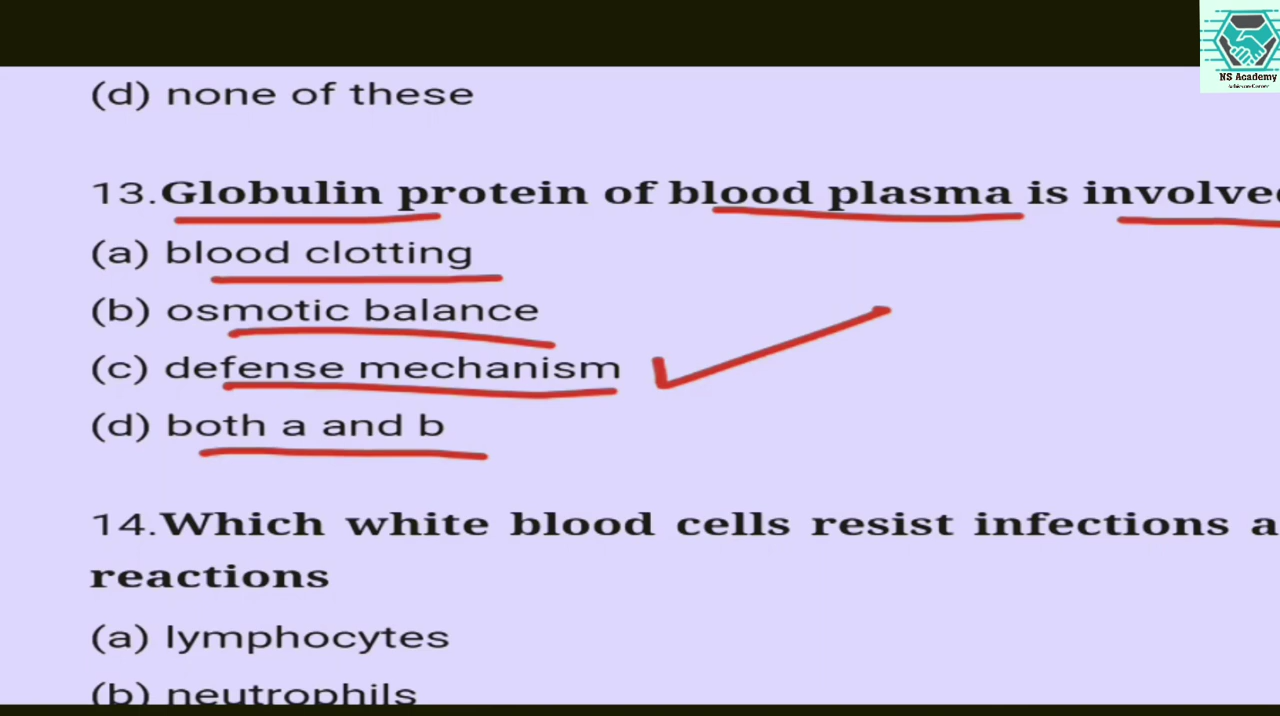 NS Academy
(d) none of these
13.Globulin protein of blood plasma is involve
(a) blood clotting
(b) osmotic balance
(c) defense mechanism
(d) both a and b
14.Which white blood cells resist infections a
reactions
(a) lymphocytes
(b) neutrophils